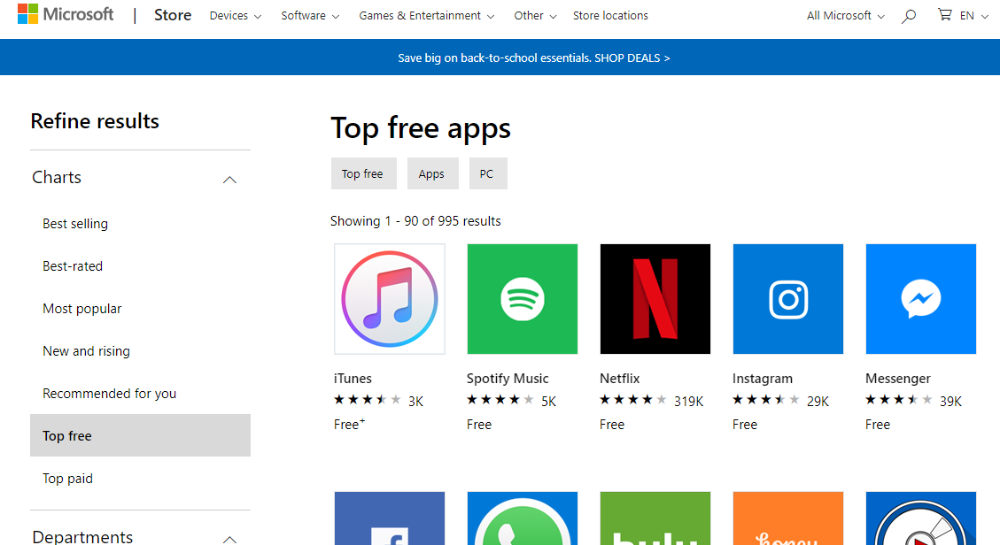 Microsoft | Store Devices Software Games & Entertainment Other Store locations All Microsoft EN
Save big on back-to-school essentials. SHOP DEALS >
Refine results
Charts
Best selling
Best-rated
Most popular
New and rising
Recommended for you
Top free
Top paid
Departments
Top free apps
Top free Apps PC
Showing 1 - 90 of 995 results
iTunes Spotify Music Netflix Instagram Messenger
3K 5K 319K 29K 39K
Free+ Free Free Free Free
hulu honey